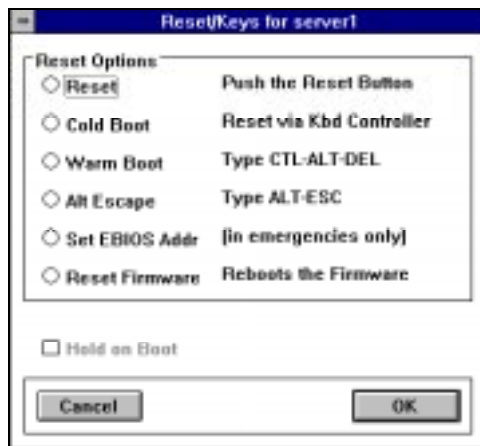 Reset/Keys for server1
Reset Options
Reset Push the Reset Button
Cold Boot Reset via Kbd Controller
Warm Boot Type CTL-ALT-DEL
Alt Escape Type ALT-ESC
Set EBIOS Addr (in emergencies only)
Reset Firmware Reboots the Firmware
Hold on Boot
Cancel OK